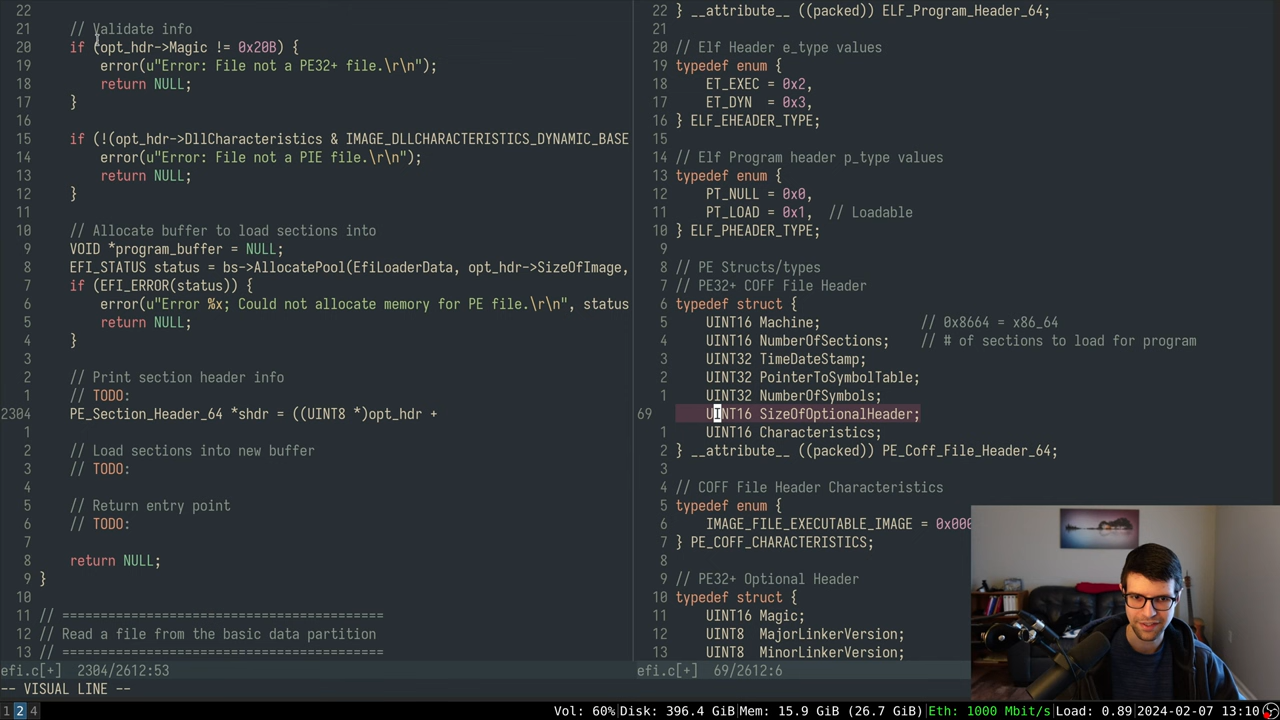 22
21 // Validate info
20 if (opt_hdr->Magic != 0x20B) {
19 error(u"Error: File not a PE32+ file.\r\n");
18 return NULL;
17 }
16
15 if (!(opt_hdr->DllCharacteristics & IMAGE_DLLCHARACTERISTICS_DYNAMIC_BASE
14 error(u"Error: File not a PIE file.\r\n");
13 return NULL;
12 }
11
10 // Allocate buffer to load sections into
9 VOID *program_buffer = NULL;
8 EFI_STATUS status = bs->AllocatePool(EfiLoaderData, opt_hdr->SizeOfImage,
7 if (EFI_ERROR(status)) {
6 error(u"Error %x; Could not allocate memory for PE file.\r\n", status
5 return NULL;
4 }
3
2 // Print section header info
1 // TODO:
2304 PE_Section_Header_64 *shdr = ((UINT8 *)opt_hdr +
1
2 // Load sections into new buffer
3 // TODO:
4
5 // Return entry point
6 // TODO:
7
8 return NULL;
9 }
10
11 // ==========================================
12 // Read a file from the basic data partition
13 // ==========================================
efi.c[+] 2304/2612:53
-- VISUAL LINE --
22 } __attribute__ ((packed)) ELF_Program_Header_64;
21
20 // Elf Header e_type values
19 typedef enum {
18 ET_EXEC = 0x2,
17 ET_DYN = 0x3,
16 } ELF_EHEADER_TYPE;
15
14 // Elf Program header p_type values
13 typedef enum {
12 PT_NULL = 0x0,
11 PT_LOAD = 0x1, // Loadable
10 } ELF_PHEADER_TYPE;
9
8 // PE Structs/types
7 // PE32+ COFF File Header
6 typedef struct {
5 UINT16 Machine; // 0x8664 = x86_64
4 UINT16 NumberOfSections; // # of sections to load for program
3 UINT32 TimeDateStamp;
2 UINT32 PointerToSymbolTable;
1 UINT32 NumberOfSymbols;
69 UINT16 SizeOfOptionalHeader;
1 UINT16 Characteristics;
2 } __attribute__ ((packed)) PE_Coff_File_Header_64;
3
4 // COFF File Header Characteristics
5 typedef enum {
6 IMAGE_FILE_EXECUTABLE_IMAGE = 0x000
7 } PE_COFF_CHARACTERISTICS;
8
9 // PE32+ Optional Header
10 typedef struct {
11 UINT16 Magic;
12 UINT8 MajorLinkerVersion;
13 UINT8 MinorLinkerVersion;
efi.c[+] 69/2612:6
1 2 4 Vol: 60%|Disk: 396.4 GiB|Mem: 15.9 GiB (26.7 GiB)|Eth: 1000 Mbit/s|Load: 0.89|2024-02-07 13:10